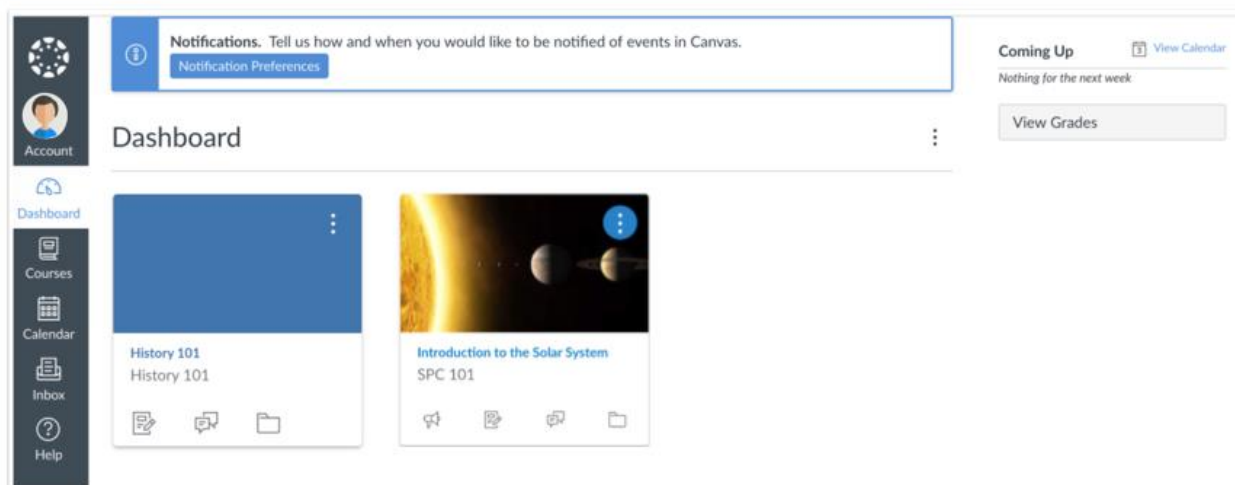 Account
Dashboard
Courses
Calendar
Inbox
Help
Notifications. Tell us how and when you would like to be notified of events in Canvas.
Notification Preferences
Dashboard
History 101
History 101
Introduction to the Solar System
SPC 101
Coming Up
3 View Calendar
Nothing for the next week
View Grades